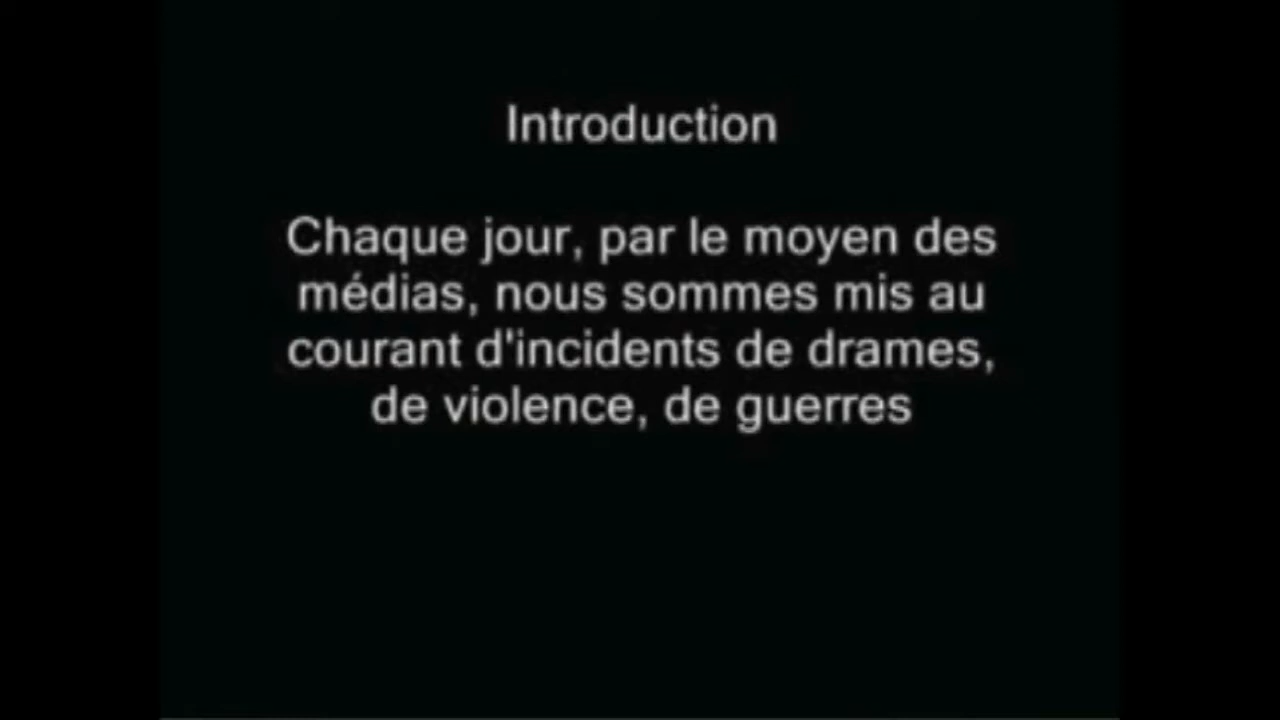 Introduction
Chaque jour, par le moyen des
médias, nous sommes mis au
courant d'incidents de drames,
de violence, de guerres